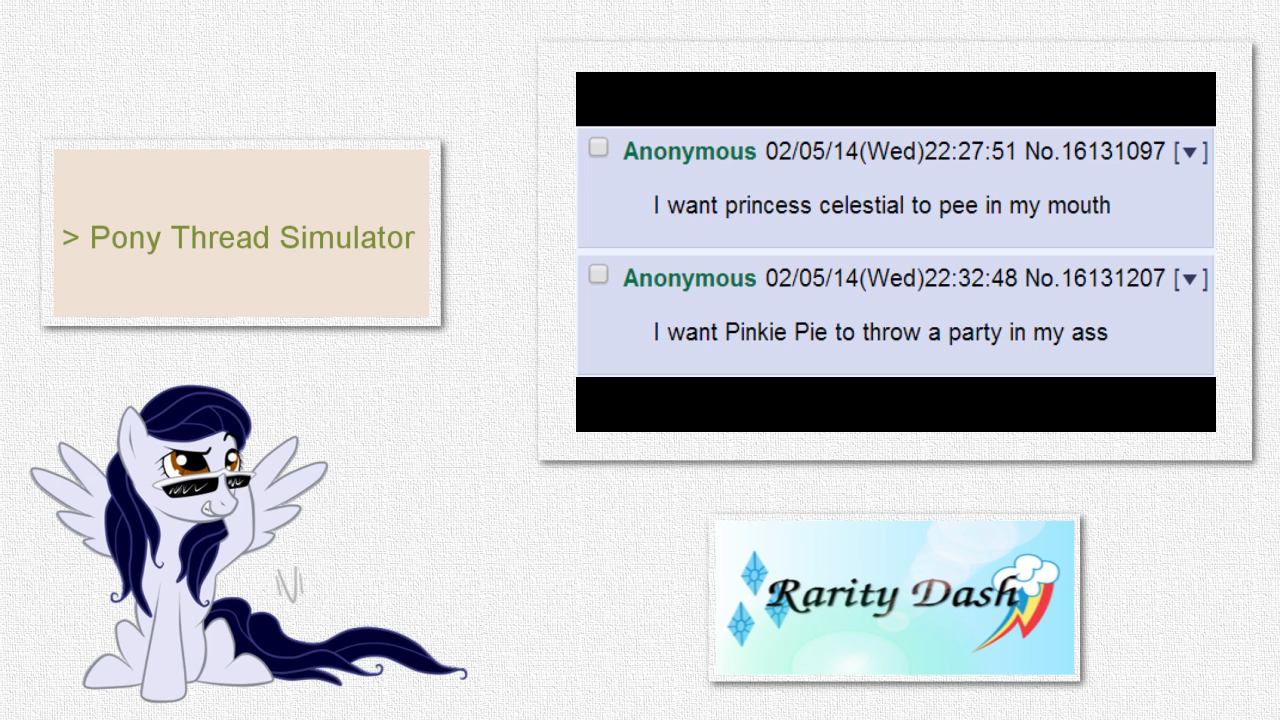 > Pony Thread Simulator
Anonymous 02/05/14(Wed)22:27:51 No.16131097 [▼]
I want princess celestial to pee in my mouth
Anonymous 02/05/14(Wed)22:32:48 No.16131207 [▼]
I want Pinkie Pie to throw a party in my ass
Rarity Dash